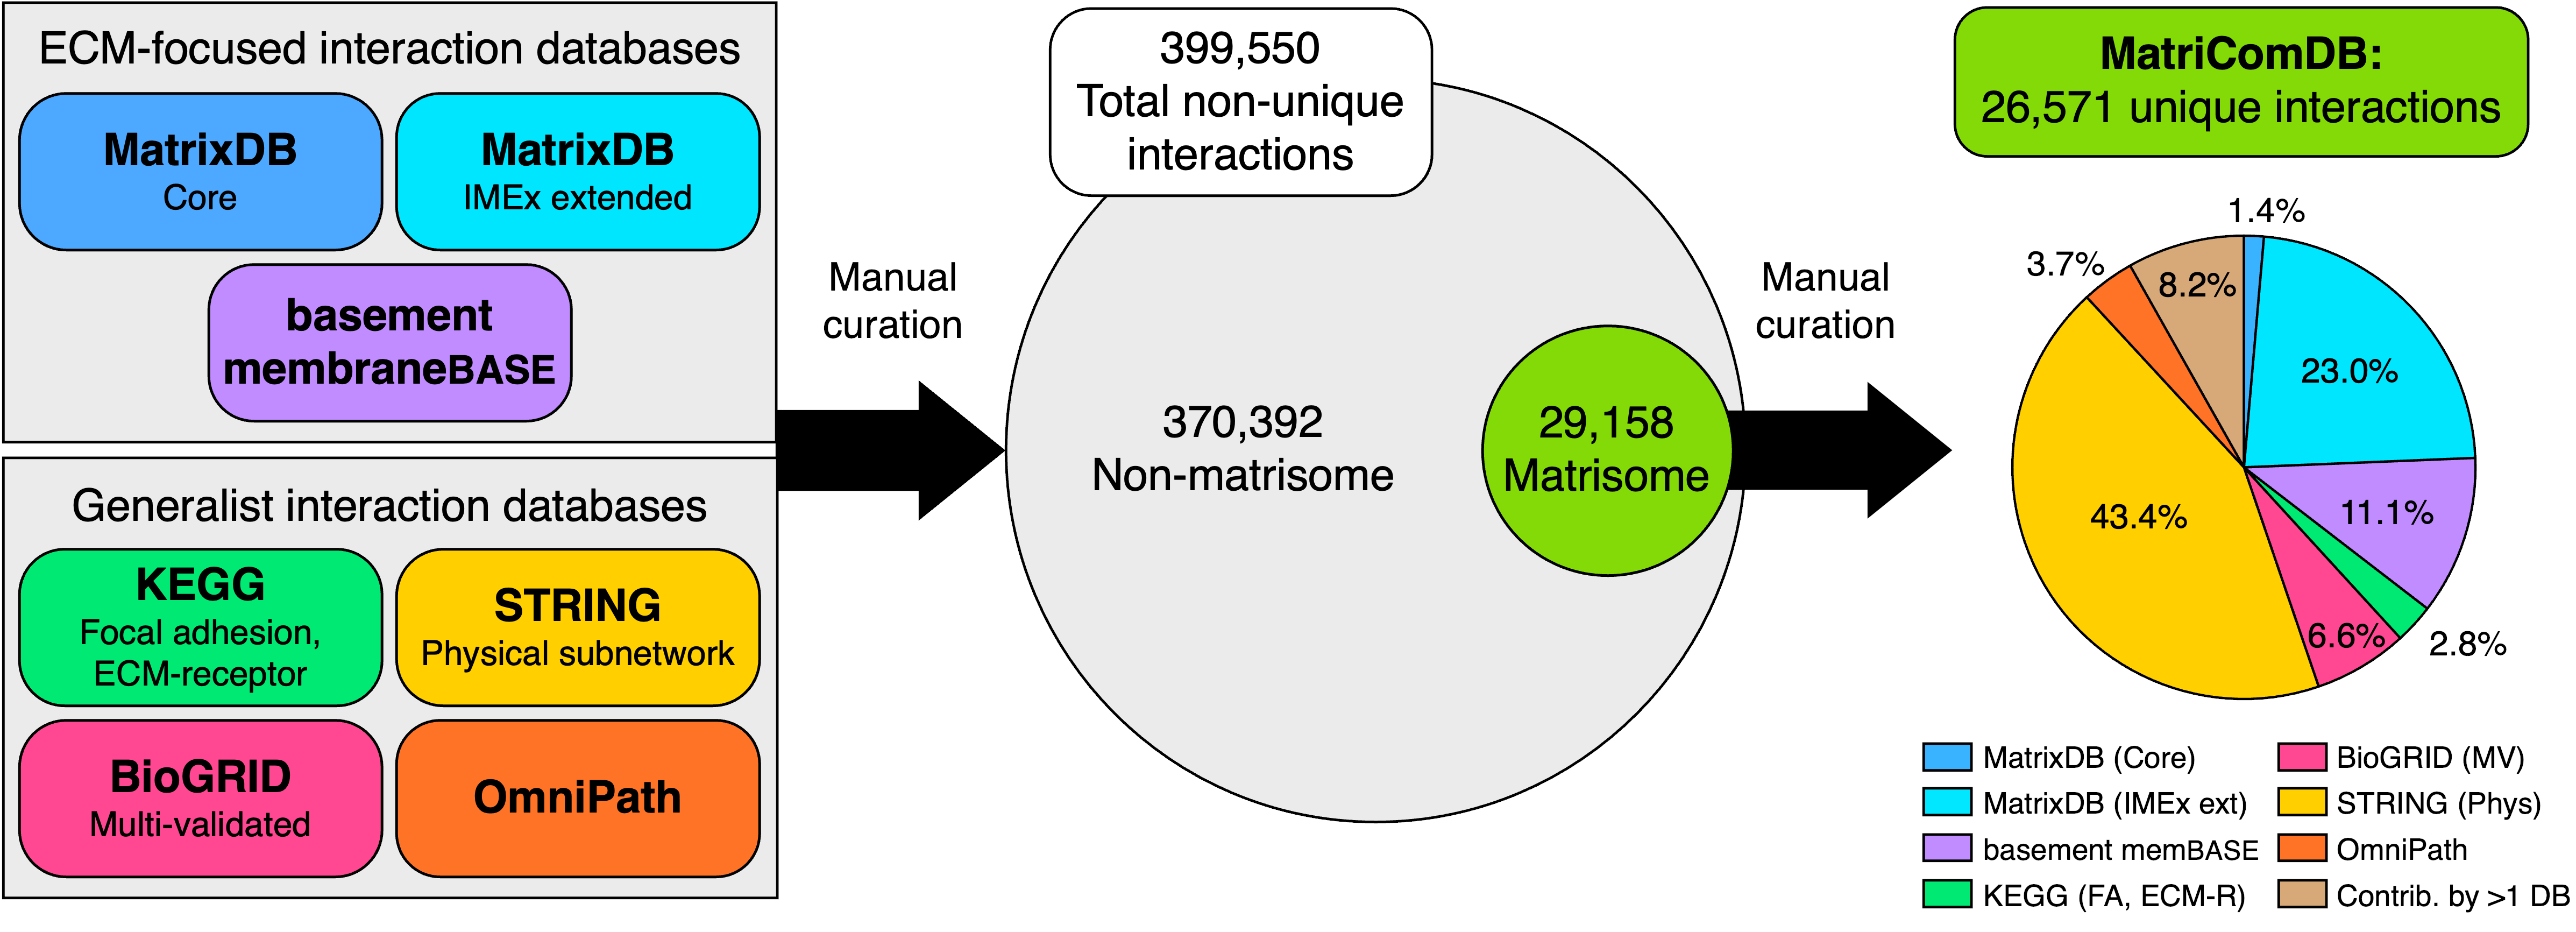 ECM-focused interaction databases
MatrixDB
Core
MatrixDB
IMEx extended
basement
membraneBASE
Generalist interaction databases
KEGG
Focal adhesion,
ECM-receptor
STRING
Physical subnetwork
BioGRID
Multi-validated
OmniPath
Manual
curation
399,550
Total non-unique
interactions
370,392
Non-matrisome
29,158
Matrisome
Manual
curation
MatriComDB:
26,571 unique interactions
1.4%
3.7%
8.2%
23.0%
11.1%
43.4%
6.6%
2.8%
MatrixDB (Core)
MatrixDB (IMEx ext)
basement memBASE
KEGG (FA, ECM-R)
BioGRID (MV)
STRING (Phys)
OmniPath
Contrib. by >1 DB